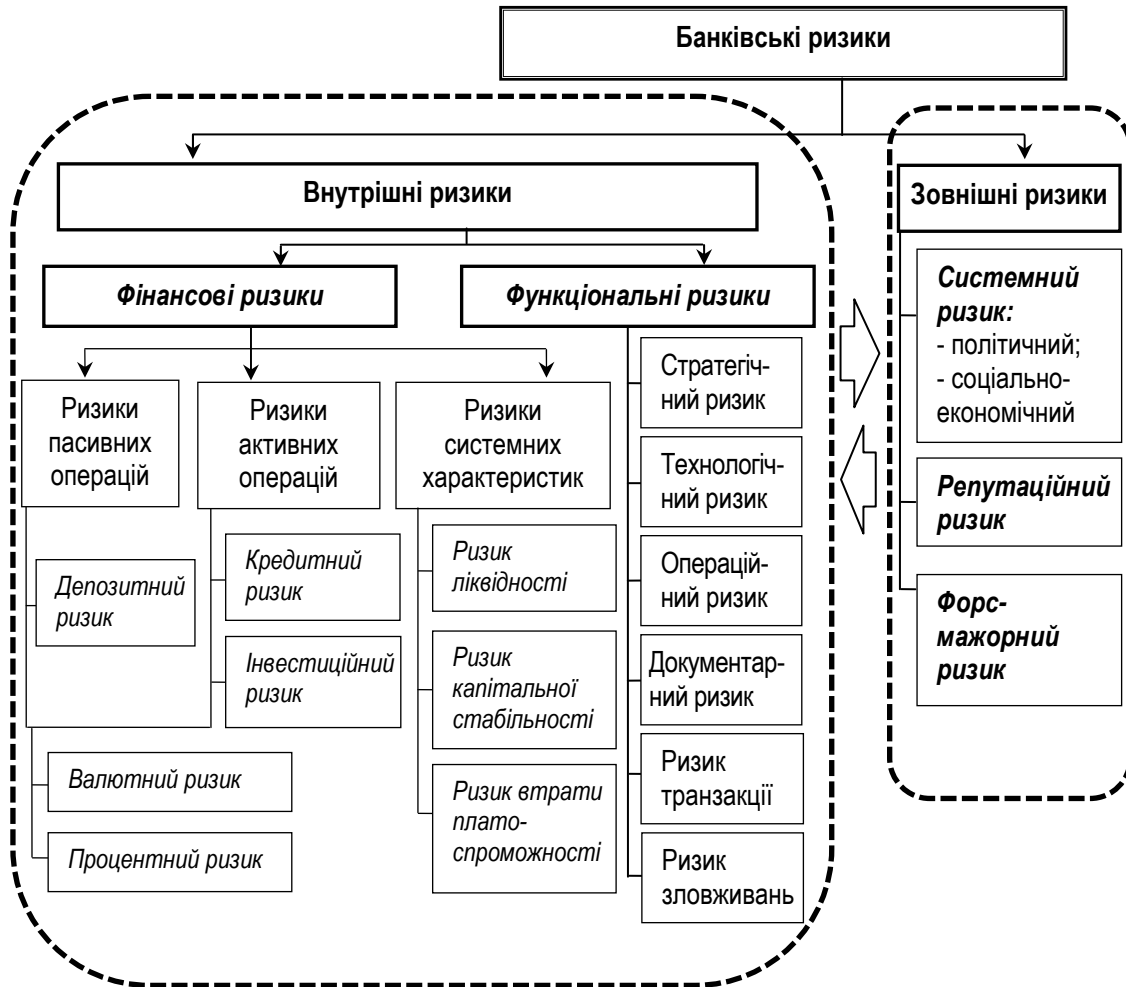 Банківські ризики
Внутрішні ризики
Зовнішні ризики
Фінансові ризики
Функціональні ризики
Ризики
пасивних
операцій
Депозитний
ризик
Ризики
активних
операцій
Кредитний
ризик
Інвестиційний
ризик
Валютний ризик
Процентний ризик
Ризики
системних
характеристик
Ризик
ліквідності
Ризик
капітальної
стабільності
Ризик втрати
плато-
спроможності
Стратегіч-
ний ризик
Технологіч-
ний ризик
Операцій-
ний ризик
Документар-
ний ризик
Ризик
транзакції
Ризик
зловживань
Системний
ризик:
- політичний;
- соціально-
економічний
Репутаційний
ризик
Форс-
мажорний
ризик